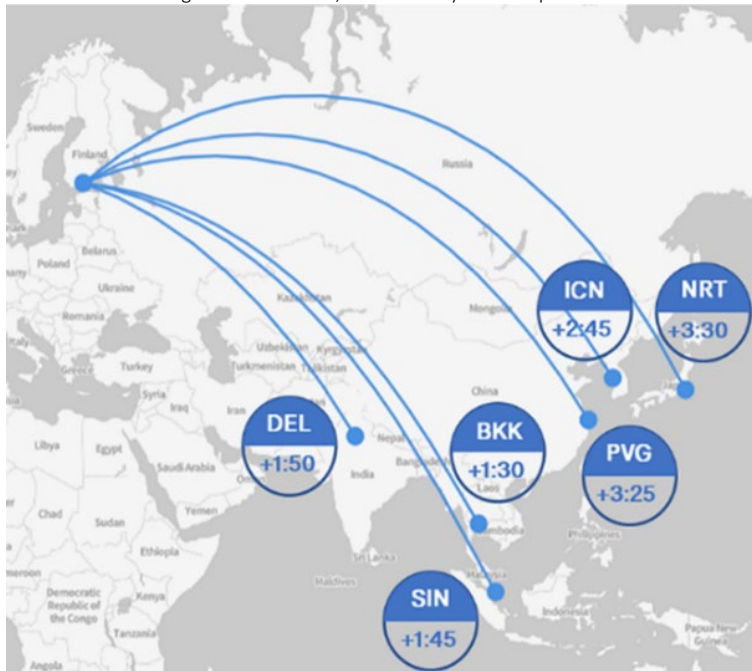 Sweden
Finland
Russia
Belarus
Poland
Ukraine
Romania
Kazakhstan
Mongolia
ICN
+2:45
NRT
+3:30
Italy
Greece
Turkey
Uzbekistan
Kyrgyzstan
Turkmenistan
Tajikistan
Syria
Iraq
Iran
China
DEL
+1:50
BKK
+1:30
PVG
+3:25
Libya
Egypt
Saudi Arabia
Nepal
India
Laos
Cambodia
Philippines
Chad
Sudan
Yemen
Ethiopia
Sri Lanka
Maldives
Malaysia
Indonesia
Papua New
Guinea
Democratic
Republic of
the Congo
Kenya
Tanzania
Angola
SIN
+1:45